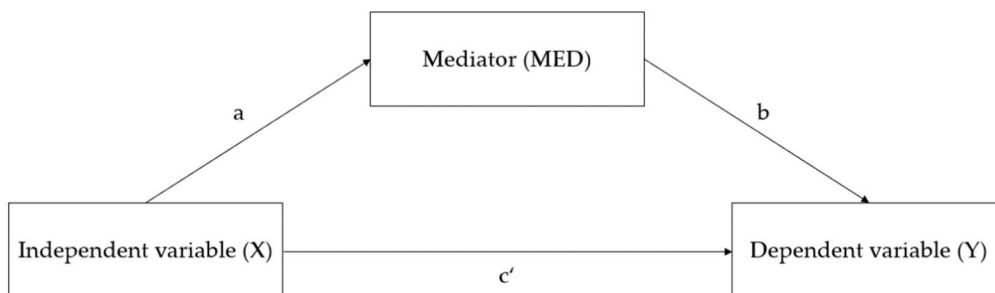 Mediator (MED)
a
b
Independent variable (X)
Dependent variable (Y)
c‘